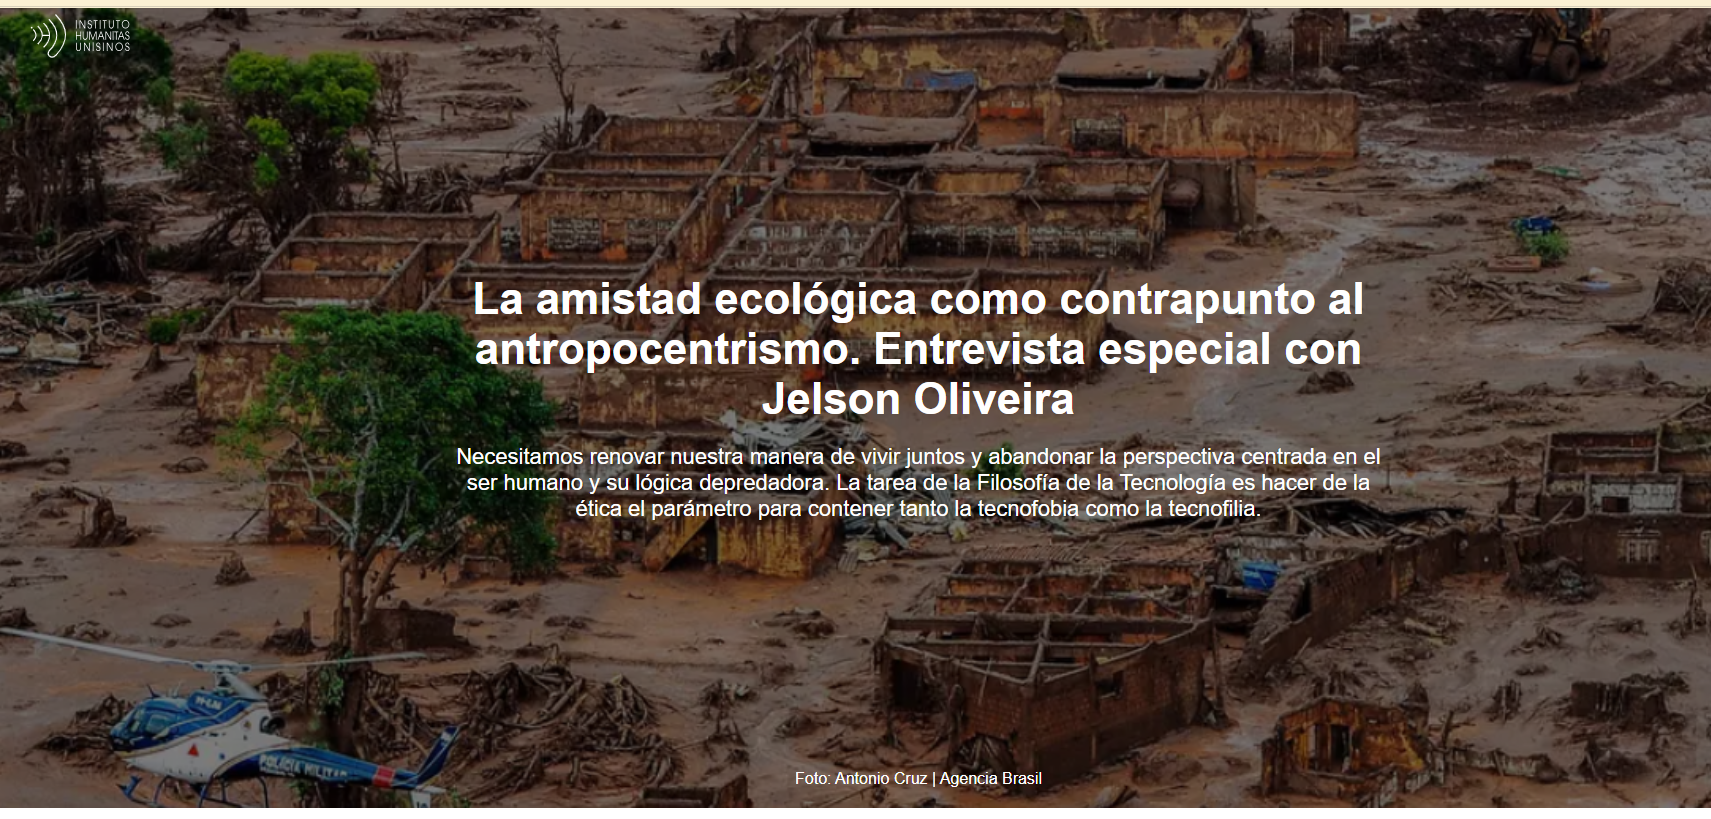 INSTITUTO
HUMANITAS
UNISINOS
La amistad ecológica como contrapunto al
antropocentrismo. Entrevista especial con
Jelson Oliveira
Necesitamos renovar nuestra manera de vivir juntos y abandonar la perspectiva centrada en el
ser humano y su lógica depredadora. La tarea de la Filosofía de la Tecnología es hacer de la
ética el parámetro para contener tanto la tecnofobia como la tecnofilia.
POLÍCIA MILITAR
Foto: Antonio Cruz | Agencia Brasil